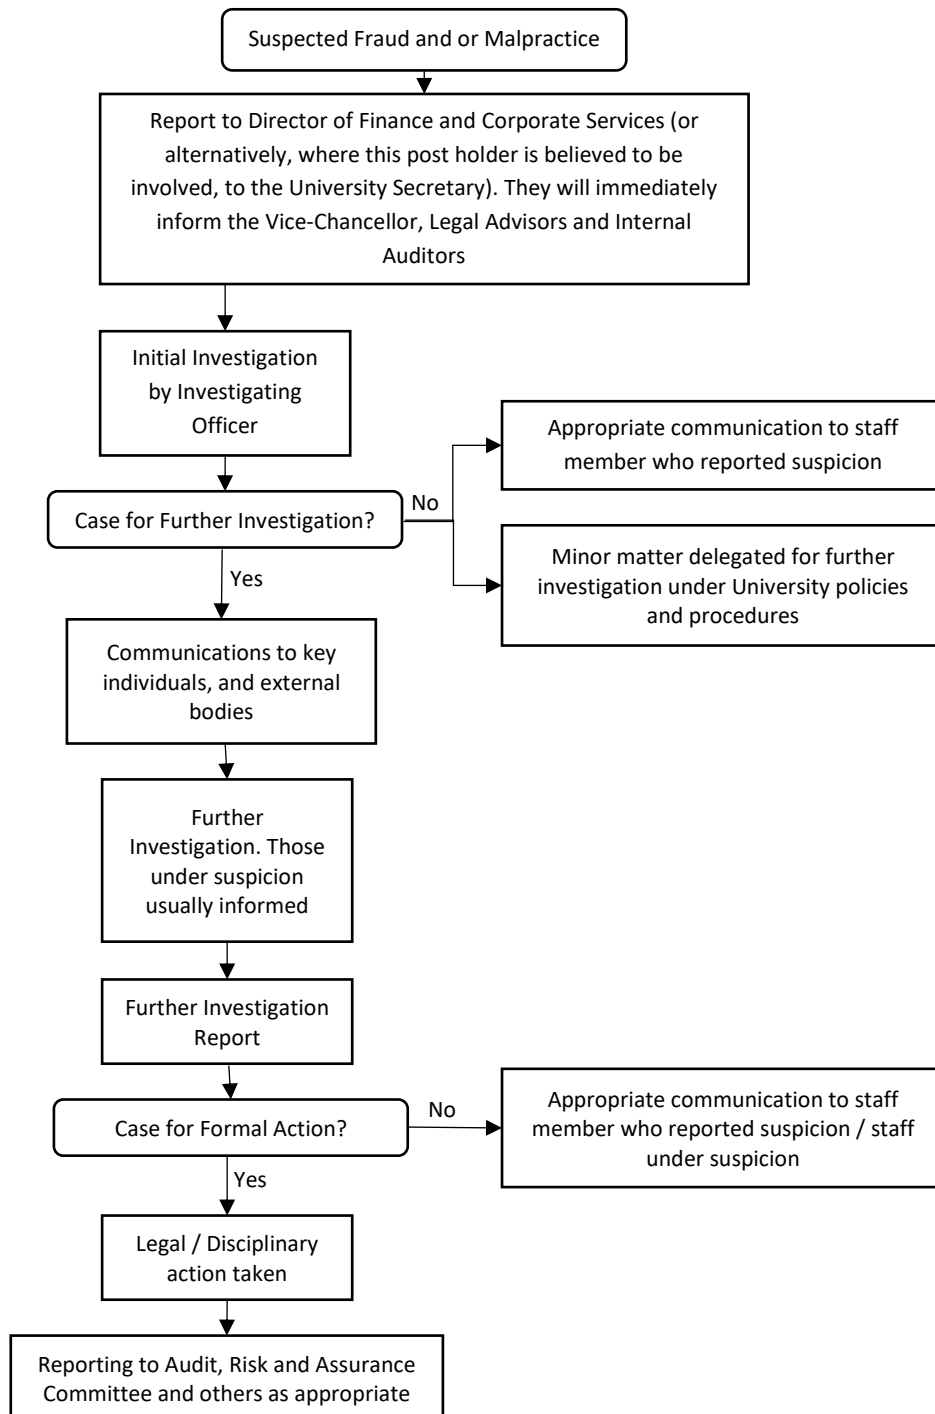 Suspected Fraud and or Malpractice
Report to Director of Finance and Corporate Services (or
alternatively, where this post holder is believed to be
involved, to the University Secretary). They will immediately
inform the Vice-Chancellor, Legal Advisors and Internal
Auditors
Initial Investigation
by Investigating
Officer
Appropriate communication to staff
member who reported suspicion
No
Case for Further Investigation?
Minor matter delegated for further
investigation under University policies
and procedures
Yes
Communications to key
individuals, and external
bodies
Further
Investigation. Those
under suspicion
usually informed
Further Investigation
Report
Case for Formal Action?
No
Appropriate communication to staff
member who reported suspicion / staff
under suspicion
Yes
Legal / Disciplinary
action taken
Reporting to Audit, Risk and Assurance
Committee and others as appropriate